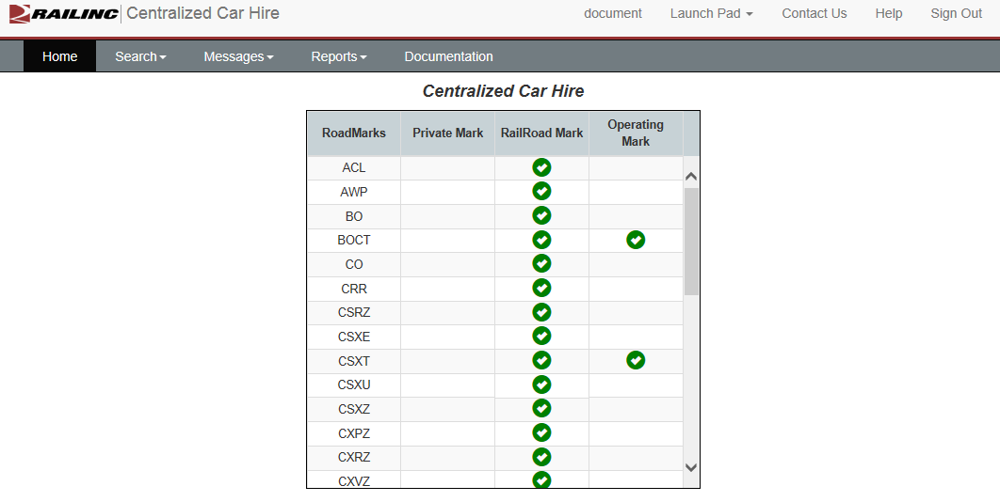 RAILINC Centralized Car Hire document Launch Pad Contact Us Help Sign Out
Home Search Messages Reports Documentation
Centralized Car Hire
RoadMarks Private Mark RailRoad Mark Operating Mark
ACL
AWP
BO
BOCT
CO
CRR
CSRZ
CSXE
CSXT
CSXU
CSXZ
CXPZ
CXRZ
CXVZ